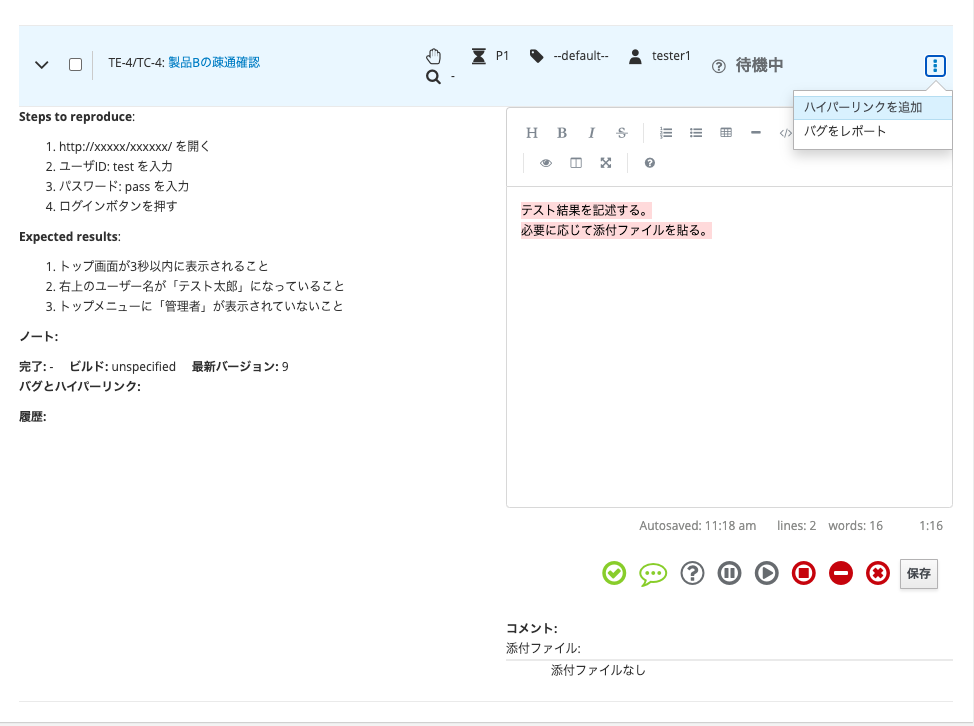 TE-4/TC-4: 製品Bの疎通確認
P1
--default--
tester1
待機中
-
ハイパーリンクを追加
バグをレポート
Steps to reproduce:
1. http://xxxxx/xxxxxx/ を開く
2. ユーザID: test を入力
3. パスワード: pass を入力
4. ログインボタンを押す
Expected results:
1. トップ画面が3秒以内に表示されること
2. 右上のユーザー名が「テスト太郎」になっていること
3. トップメニューに「管理者」が表示されていないこと
ノート:
完了: - ビルド: unspecified 最新バージョン: 9
バグとハイパーリンク:
履歴:
H B I S
テスト結果を記述する。
必要に応じて添付ファイルを貼る。
Autosaved: 11:18 am lines: 2 words: 16 1:16
保存
コメント:
添付ファイル:
添付ファイルなし